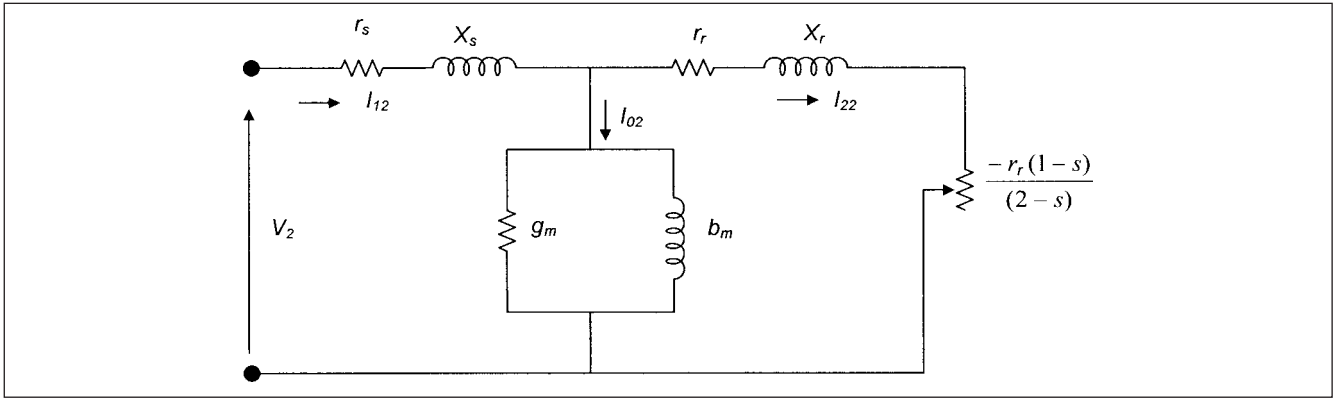 r_s
X_s
r_r
X_r
I_12
I_22
I_02
V_2
g_m
b_m
− r_r (1 − s)
(2 − s)